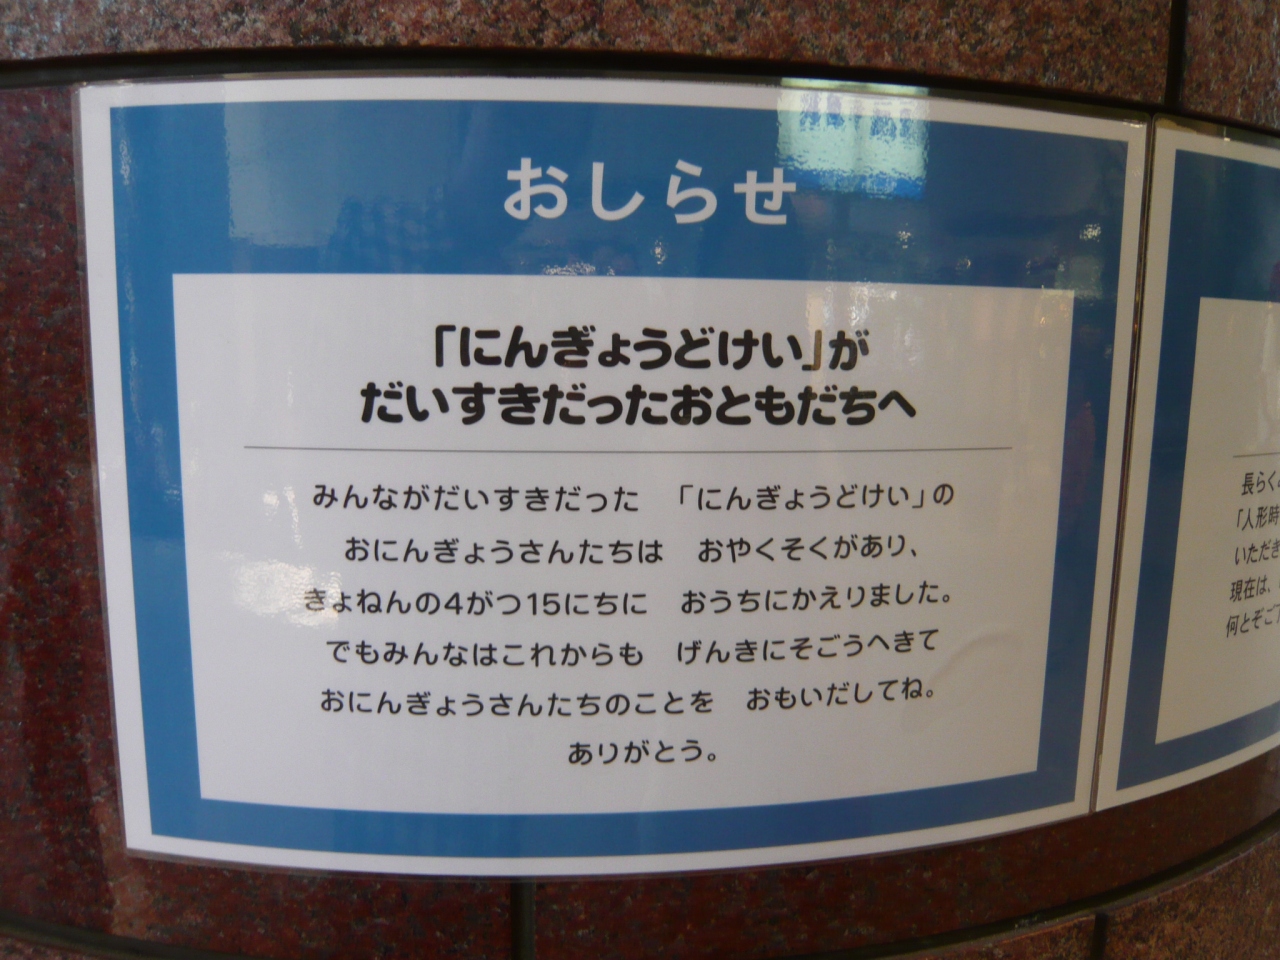 おしらせ
「にんぎょうどけい」が
だいすきだったおともだちへ
みんながだいすきだった　「にんぎょうどけい」の
おにんぎょうさんたちは　おやくそくがあり、
きょねんの4がつ15にちに　おうちにかえりました。
でもみんなはこれからも　げんきにそごうへきて
おにんぎょうさんたちのことを　おもいだしてね。
ありがとう。
長らく
「人形時
いただき
現在は、
何とぞご